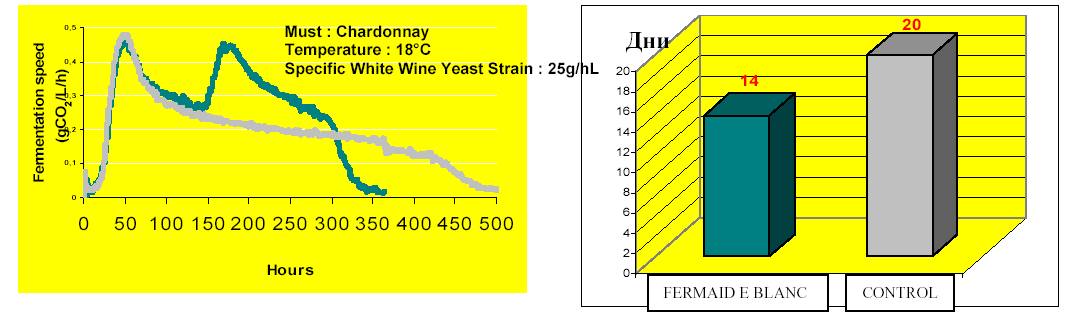 Must : Chardonnay
Temperature : 18°C
Specific White Wine Yeast Strain : 25g/hL
Fermentation speed
(gCO₂/L/h)
0,5
0,4
0,3
0,2
0,1
0
0 50 100 150 200 250 300 350 400 450 500
Hours
Дни
20
18
16
14
12
10
8
6
4
2
0
14
20
FERMAID E BLANC
CONTROL